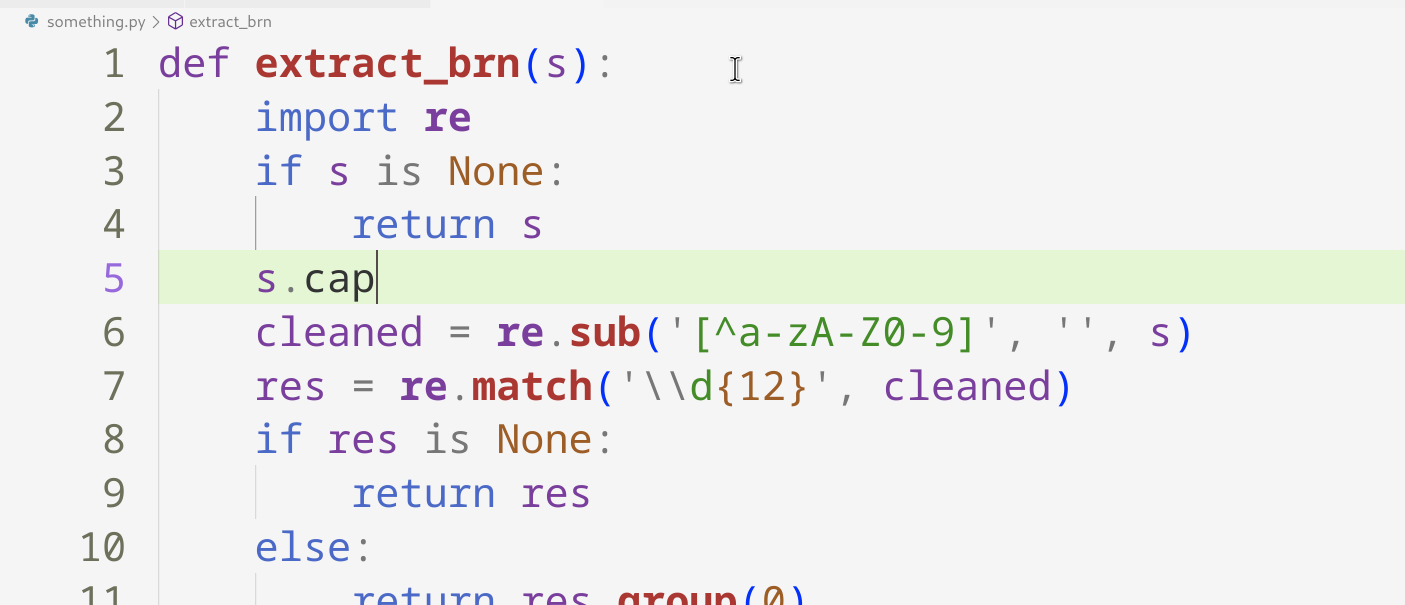 something.py > extract_brn
1 def extract_brn(s):
2 import re
3 if s is None:
4 return s
5 s.cap
6 cleaned = re.sub('[^a-zA-Z0-9]', '', s)
7 res = re.match('\\d{12}', cleaned)
8 if res is None:
9 return res
10 else:
11 return res.group(0)